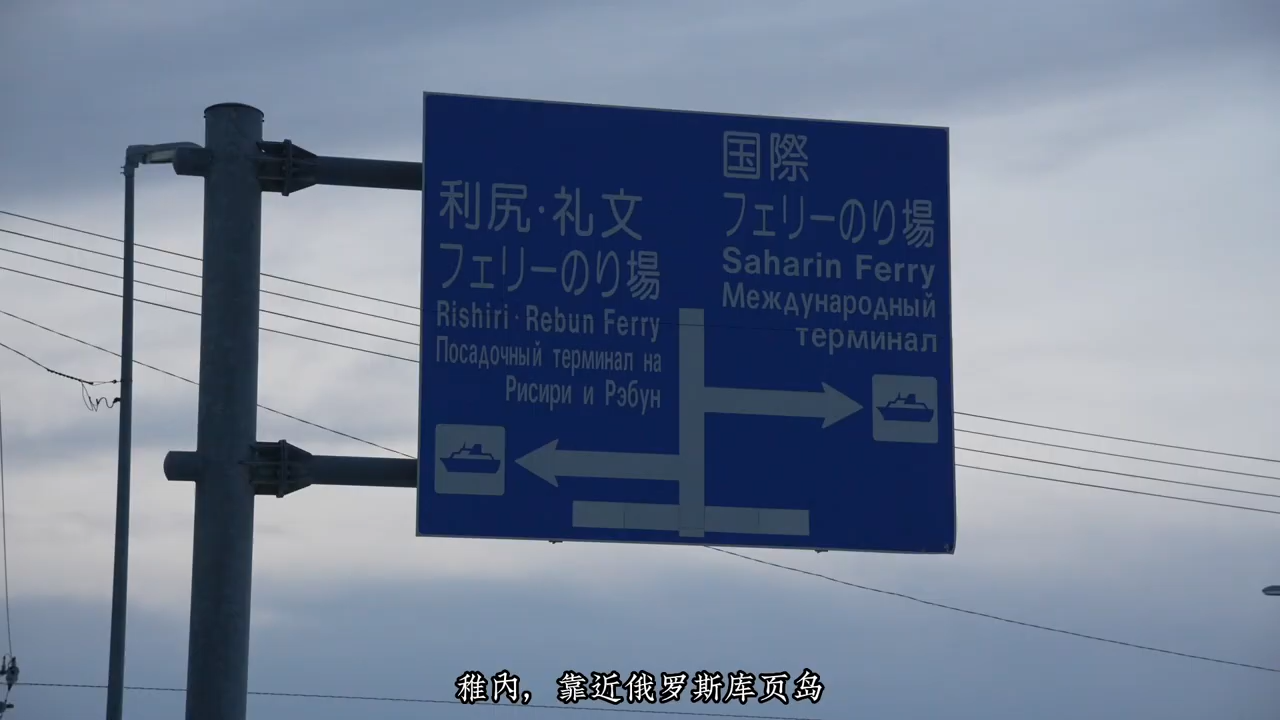 利尻・礼文
フェリーのり場
Rishiri・Rebun Ferry
Посадочный терминал на
Рисири и Рэбун
国際
フェリーのり場
Saharin Ferry
Международный
терминал
稚内，靠近俄罗斯库页岛